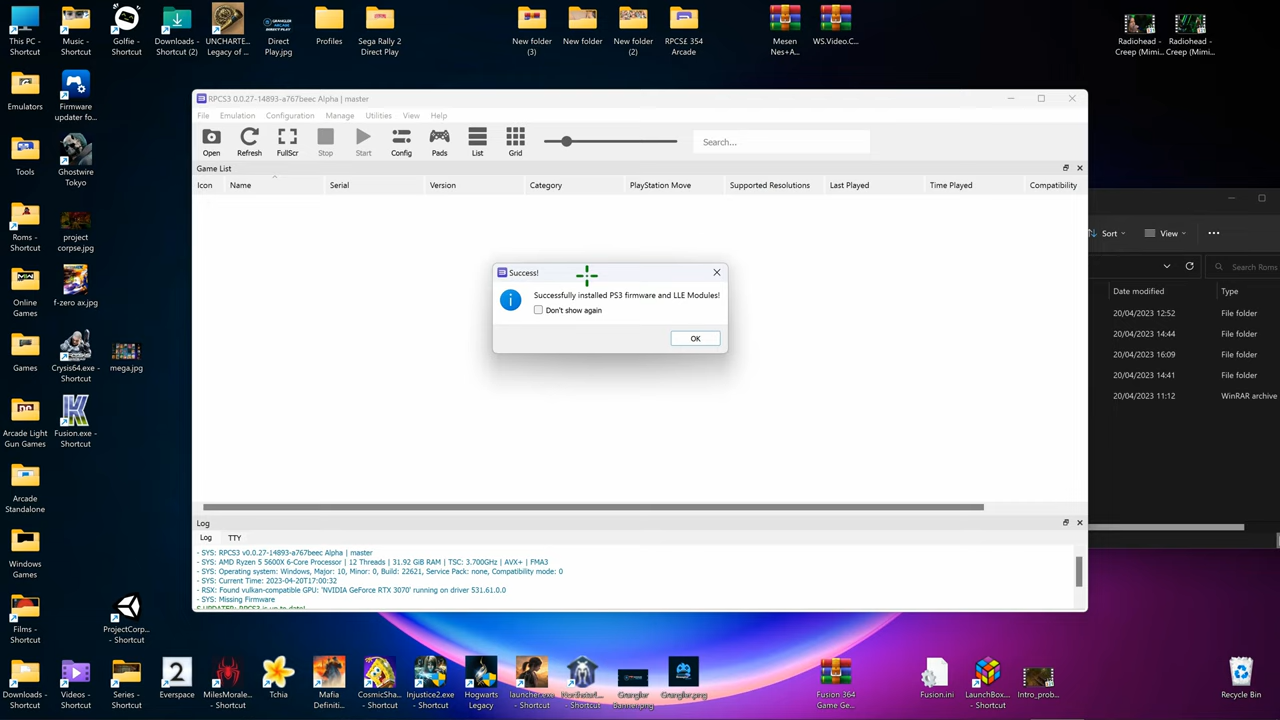 This PC - Shortcut
Music - Shortcut
Golfie - Shortcut
Downloads - Shortcut (2)
UNCHARTE... Legacy of ...
Direct Play.jpg
Profiles
Sega Rally 2 Direct Play
New folder (3)
New folder
New folder (2)
RPCS£ 354 Arcade
Mesen Nes+A...
WS.Video.C...
Radiohead - Creep (Mimi...
Radiohead - Creep (Mimi...
Emulators
Firmware updater fo...
Tools
Ghostwire Tokyo
Roms - Shortcut
project corpse.jpg
Online Games
f-zero ax.jpg
Games
Crysis64.exe - Shortcut
mega.jpg
Arcade Light Gun Games
Fusion.exe - Shortcut
Arcade Standalone
Windows Games
Films - Shortcut
ProjectCorp... - Shortcut
RPCS3 0.0.27-14893-a767beec Alpha | master
File Emulation Configuration Manage Utilities View Help
Open Refresh FullScr Stop Start Config Pads List Grid Search...
Game List
Icon Name Serial Version Category PlayStation Move Supported Resolutions Last Played Time Played Compatibility
Success!
Successfully installed PS3 firmware and LLE Modules!
Don't show again
OK
Log
Log TTY
- SYS: RPCS3 v0.0.27-14893-a767beec Alpha | master
- SYS: AMD Ryzen 5 5600X 6-Core Processor | 12 Threads | 31.92 GiB RAM | TSC: 3.700GHz | AVX+ | FMA3
- SYS: Operating system: Windows, Major: 10, Minor: 0, Build: 22621, Service Pack: none, Compatibility mode: 0
- SYS: Current Time: 2023-04-20T17:00:32
- RSX: Found vulkan-compatible GPU: 'NVIDIA GeForce RTX 3070' running on driver 531.61.0.0
- SYS: Missing Firmware
S UPDATER: RPCS3 is up to date!
Sort View
Search Roms
Date modified Type
20/04/2023 12:52 File folder
20/04/2023 14:44 File folder
20/04/2023 16:09 File folder
20/04/2023 14:41 File folder
20/04/2023 11:12 WinRAR archive
Downloads - Shortcut
Videos - Shortcut
Series - Shortcut
Everspace
MilesMorale...
Tchia
Mafia Definiti...
CosmicSha... - Shortcut
Injustice2.exe - Shortcut
Hogwarts Legacy
launcher.exe - Shortcut
- Shortcut
Grangler Banner.png
Grangler.png
Fusion 364 Game Ge...
Fusion.ini
LaunchBox... - Shortcut
Intro_prob...
Recycle Bin